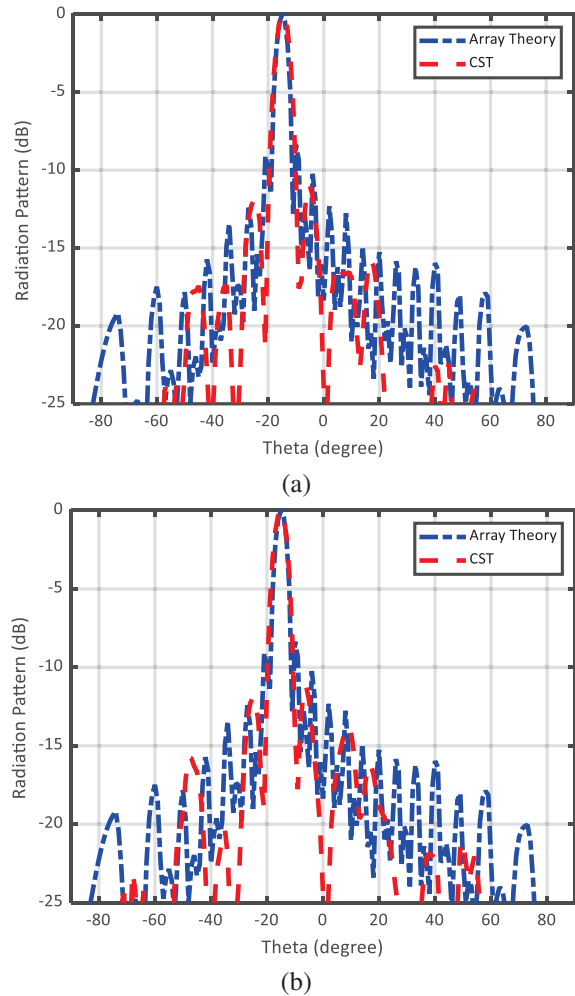 0
-5
-10
-15
-20
-25
Radiation Pattern (dB)
Array Theory
CST
-80 -60 -40 -20 0 20 40 60 80
Theta (degree)
(a)
0
-5
-10
-15
-20
-25
Radiation Pattern (dB)
Array Theory
CST
-80 -60 -40 -20 0 20 40 60 80
Theta (degree)
(b)